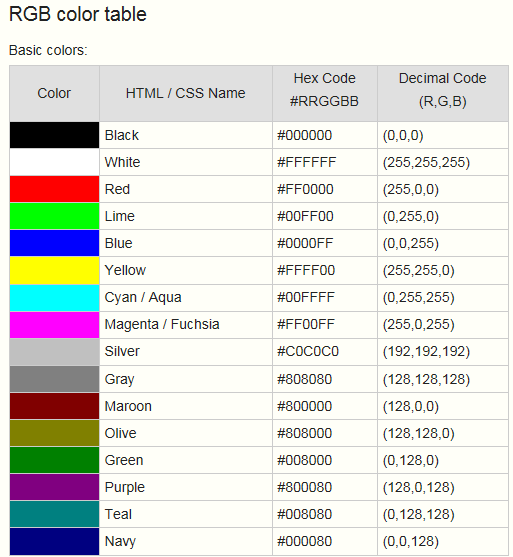 RGB color table
Basic colors:
Color HTML / CSS Name Hex Code #RRGGBB Decimal Code (R,G,B)
Black #000000 (0,0,0)
White #FFFFFF (255,255,255)
Red #FF0000 (255,0,0)
Lime #00FF00 (0,255,0)
Blue #0000FF (0,0,255)
Yellow #FFFF00 (255,255,0)
Cyan / Aqua #00FFFF (0,255,255)
Magenta / Fuchsia #FF00FF (255,0,255)
Silver #C0C0C0 (192,192,192)
Gray #808080 (128,128,128)
Maroon #800000 (128,0,0)
Olive #808000 (128,128,0)
Green #008000 (0,128,0)
Purple #800080 (128,0,128)
Teal #008080 (0,128,128)
Navy #000080 (0,0,128)